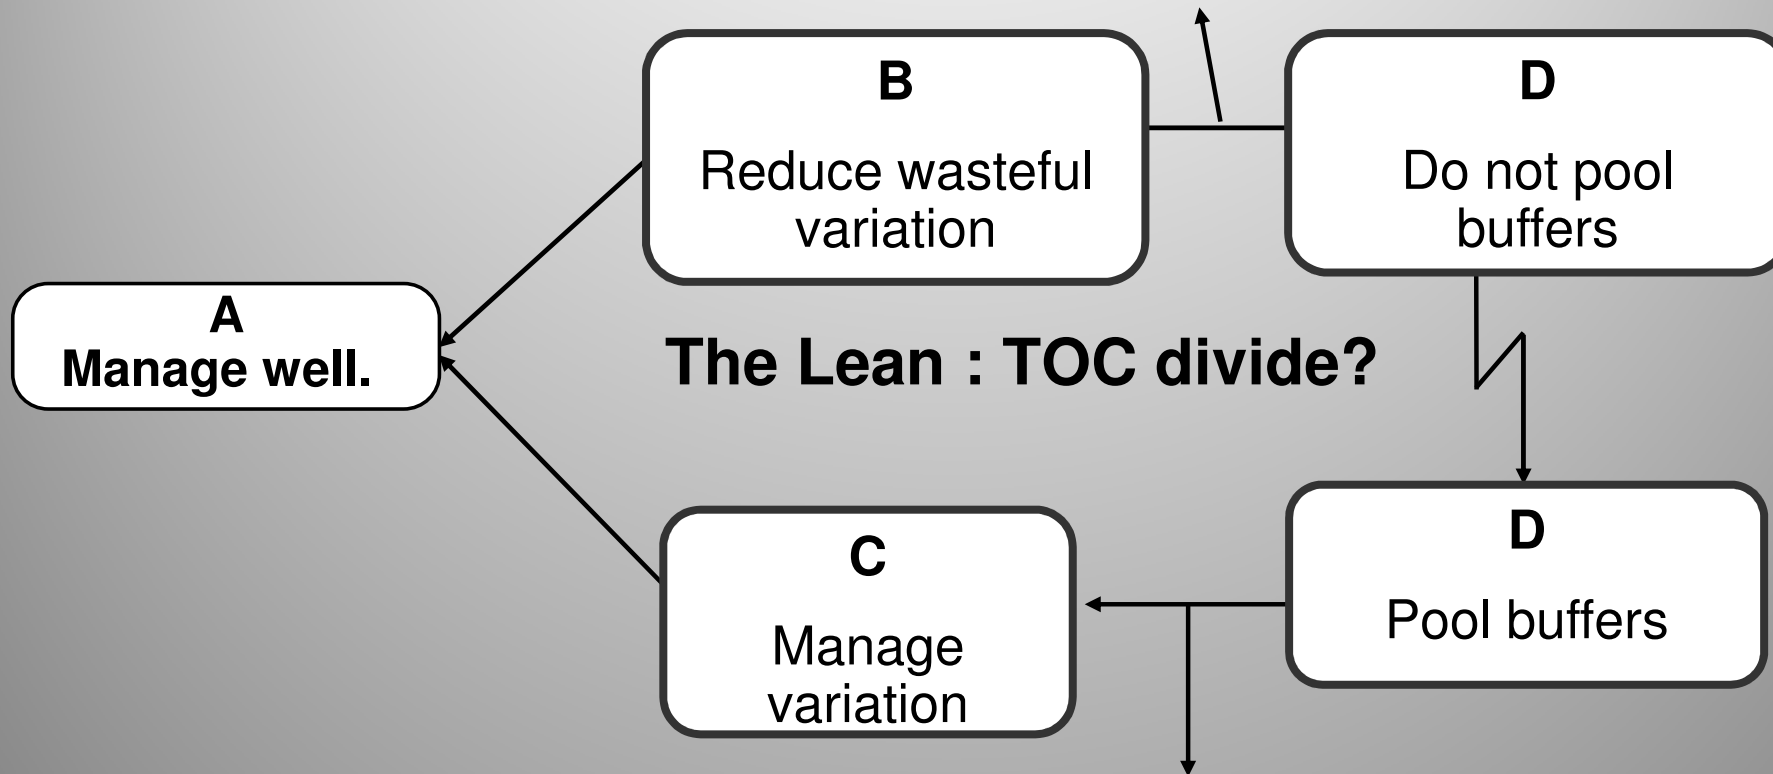 B
Reduce wasteful
variation
D
Do not pool
buffers
A
Manage well.
The Lean : TOC divide?
C
Manage
variation
D
Pool buffers